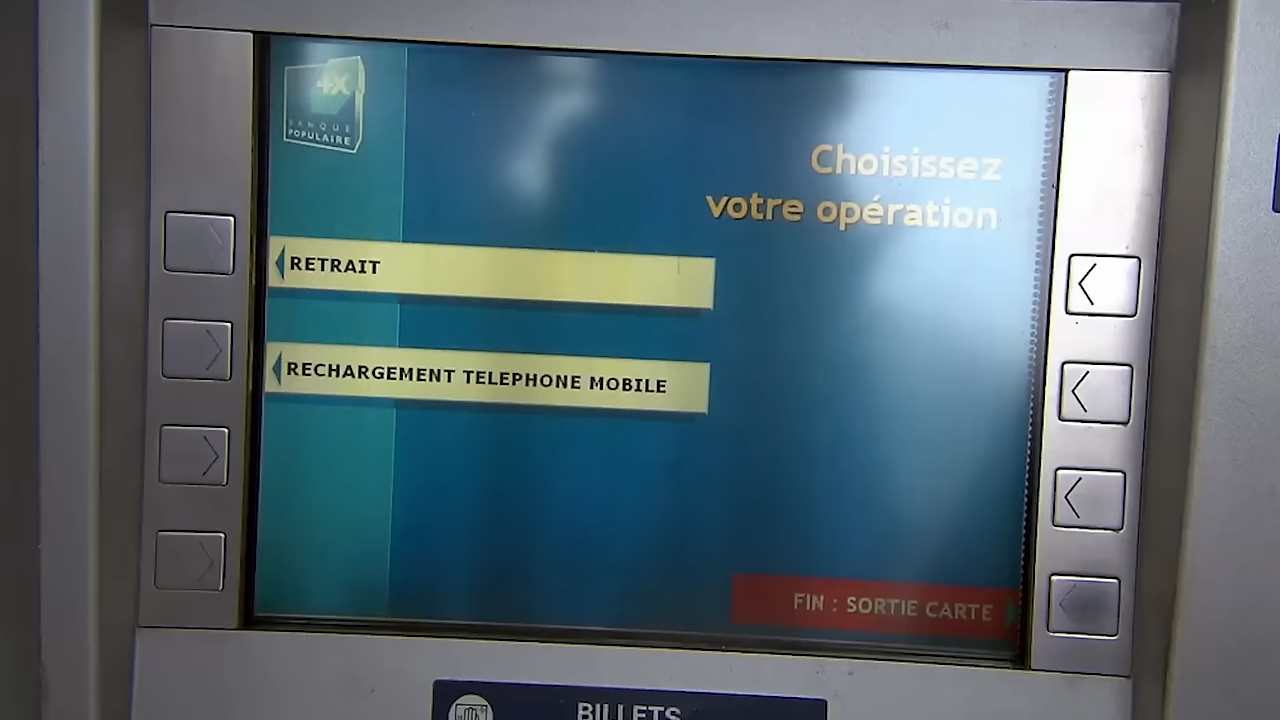 BANQUE
POPULAIRE
Choisissez
votre opération
RETRAIT
RECHARGEMENT TELEPHONE MOBILE
FIN : SORTIE CARTE
BILLETS